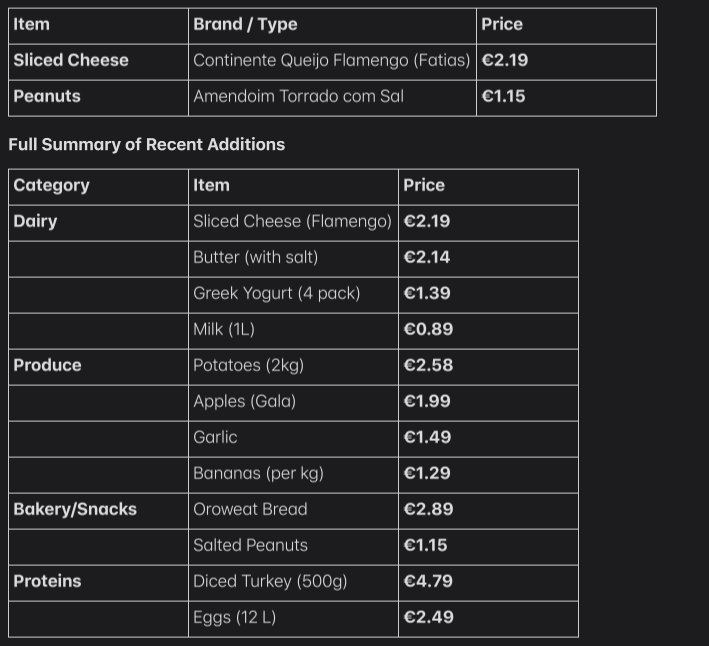 Item Brand / Type Price
Sliced Cheese Continente Queijo Flamengo (Fatias) €2.19
Peanuts Amendoim Torrado com Sal €1.15
Full Summary of Recent Additions
Category Item Price
Dairy Sliced Cheese (Flamengo) €2.19
Butter (with salt) €2.14
Greek Yogurt (4 pack) €1.39
Milk (1L) €0.89
Produce Potatoes (2kg) €2.58
Apples (Gala) €1.99
Garlic €1.49
Bananas (per kg) €1.29
Bakery/Snacks Oroweat Bread €2.89
Salted Peanuts €1.15
Proteins Diced Turkey (500g) €4.79
Eggs (12 L) €2.49